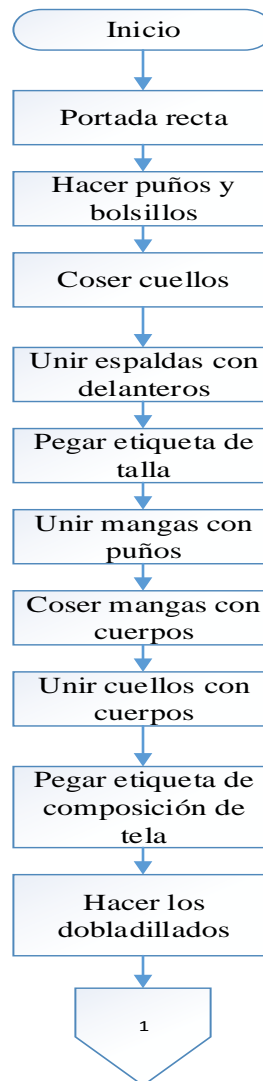 Inicio
Portada recta
Hacer puños y
bolsillos
Coser cuellos
Unir espaldas con
delanteros
Pegar etiqueta de
talla
Unir mangas con
puños
Coser mangas con
cuerpos
Unir cuellos con
cuerpos
Pegar etiqueta de
composición de
tela
Hacer los
dobladillados
1